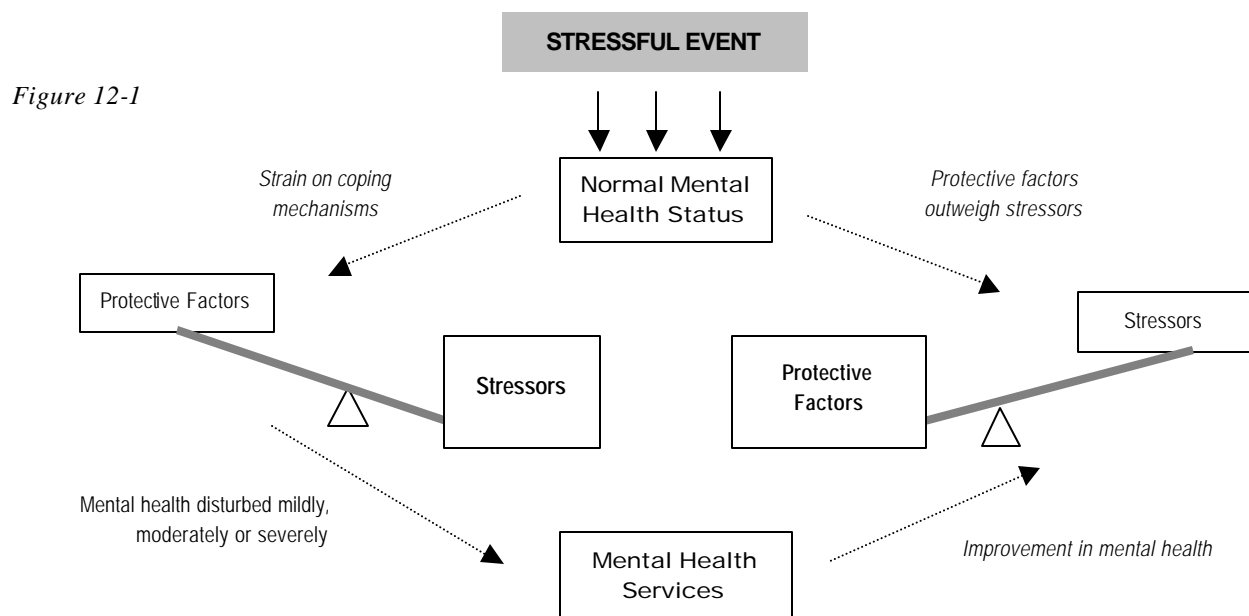 STRESSFUL EVENT
Figure 12-1
Normal Mental
Health Status
Strain on coping
mechanisms
Protective factors
outweigh stressors
Protective Factors
Stressors
Stressors
Protective
Factors
Mental health disturbed mildly,
moderately or severely
Mental Health
Services
Improvement in mental health